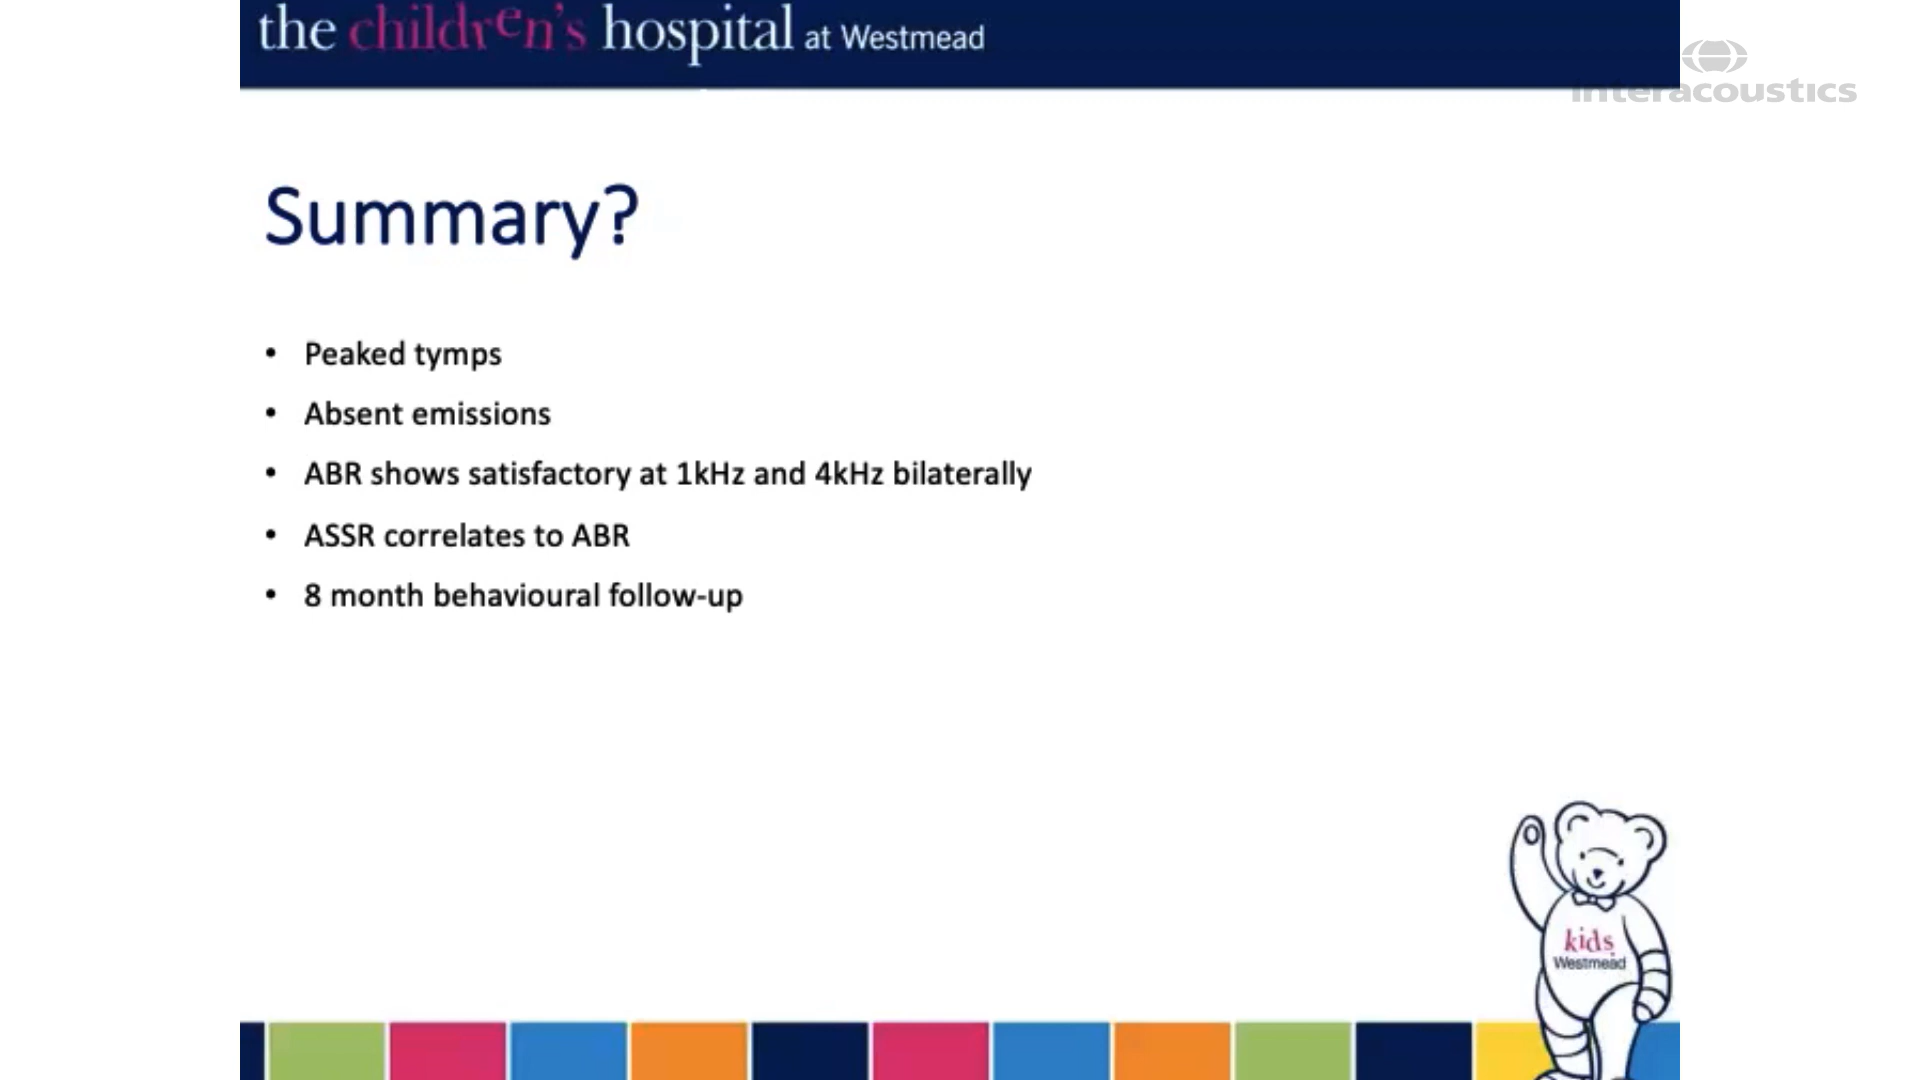 the children's hospital at Westmead
interacoustics
Summary?
• Peaked tymps
• Absent emissions
• ABR shows satisfactory at 1kHz and 4kHz bilaterally
• ASSR correlates to ABR
• 8 month behavioural follow-up
kids
Westmead